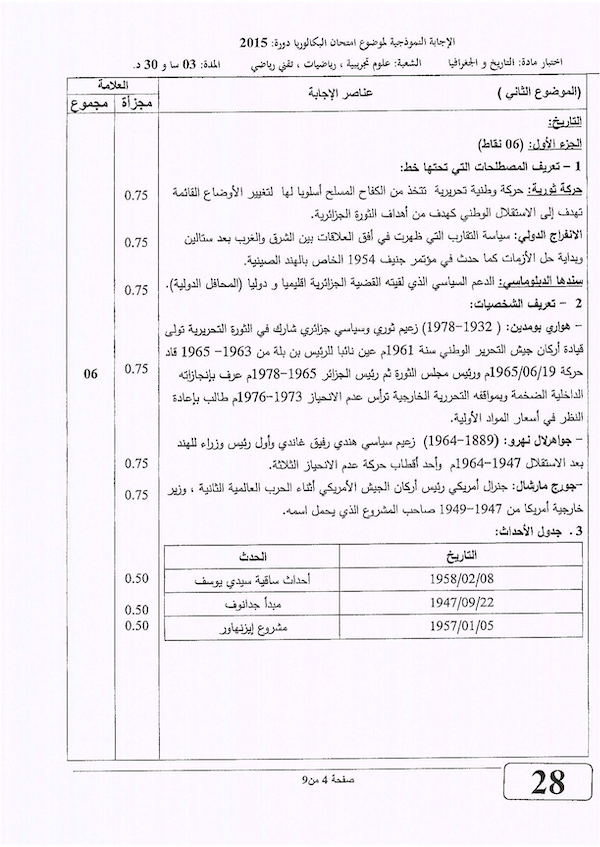 الإجابة النموذجية لموضوع امتحان البكالوريا دورة: 2015
اختبار مادة: التاريخ و الجغرافيا الشعبة: علوم تجريبية ، رياضيات ، تقني رياضي المدة: 03 سا و 30 د.
(الموضوع الثاني ) عناصر الإجابة العلامة
مجزأة مجموع
التاريخ:
الجزء الأول: (06 نقاط)
1 – تعريف المصطلحات التي تحتها خط:
حركة ثورية: حركة وطنية تحريرية تتخذ من الكفاح المسلح أسلوبا لها لتغيير الأوضاع القائمة 0.75
تهدف إلى الاستقلال الوطني كهدف من أهداف الثورة الجزائرية.
الانفراج الدولي: سياسة التقارب التي ظهرت في أفق العلاقات بين الشرق والغرب بعد ستالين 0.75
وبداية حل الأزمات كما حدث في مؤتمر جنيف 1954 الخاص بالهند الصينية.
سندها الدبلوماسي: الدعم السياسي الذي لقيته القضية الجزائرية اقليميا و دوليا (المحافل الدولية). 0.75
2 – تعريف الشخصيات:
– هواري بومدين: ( 1932–1978) زعيم ثوري وسياسي جزائري شارك في الثورة التحريرية تولى
قيادة أركان جيش التحرير الوطني سنة 1961م عين نائبا للرئيس بن بلة من 1963– 1965 قاد
حركة 1965/06/19م ورئيس مجلس الثورة ثم رئيس الجزائر 1965–1978م عرف بإنجازاته 0.75 06
الداخلية الضخمة وبمواقفه التحررية الخارجية ترأس عدم الانحياز 1973–1976م طالب بإعادة
النظر في أسعار المواد الأولية.
– جواهرلال نهرو: (1889–1964) زعيم سياسي هندي رفيق غاندي وأول رئيس وزراء للهند
بعد الاستقلال 1947–1964م وأحد أقطاب حركة عدم الانحياز الثلاثة. 0.75
–جورج مارشال: جنرال أمريكي رئيس أركان الجيش الأمريكي أثناء الحرب العالمية الثانية ، وزير 0.75
خارجية أمريكا من 1947–1949 صاحب المشروع الذي يحمل اسمه.
3 . جدول الأحداث:
التاريخ الحدث
1958/02/08 أحداث ساقية سيدي يوسف 0.50
1947/09/22 مبدأ جدانوف 0.50
1957/01/05 مشروع إيزنهاور 0.50
صفحة 4 من9
28